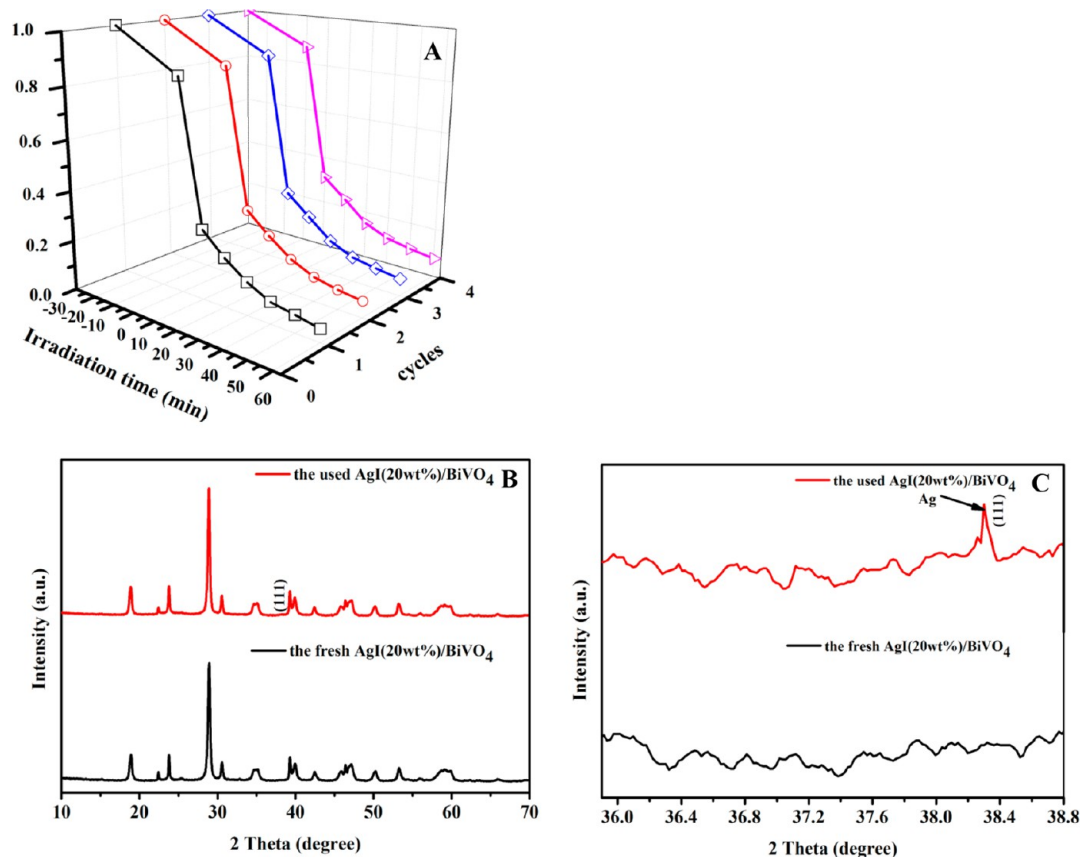 A
1.0
0.8
0.6
0.4
0.2
0.0
-30
-20
-10
0
10
20
30
40
50
60
Irradiation time (min)
0
1
2
3
4
cycles
B
the used AgI(20wt%)/BiVO4
(111)
the fresh AgI(20wt%)/BiVO4
Intensity (a.u.)
10 20 30 40 50 60 70
2 Theta (degree)
C
the used AgI(20wt%)/BiVO4
Ag
(111)
the fresh AgI(20wt%)/BiVO4
Intensity (a.u.)
36.0 36.4 36.8 37.2 37.6 38.0 38.4 38.8
2 Theta (degree)